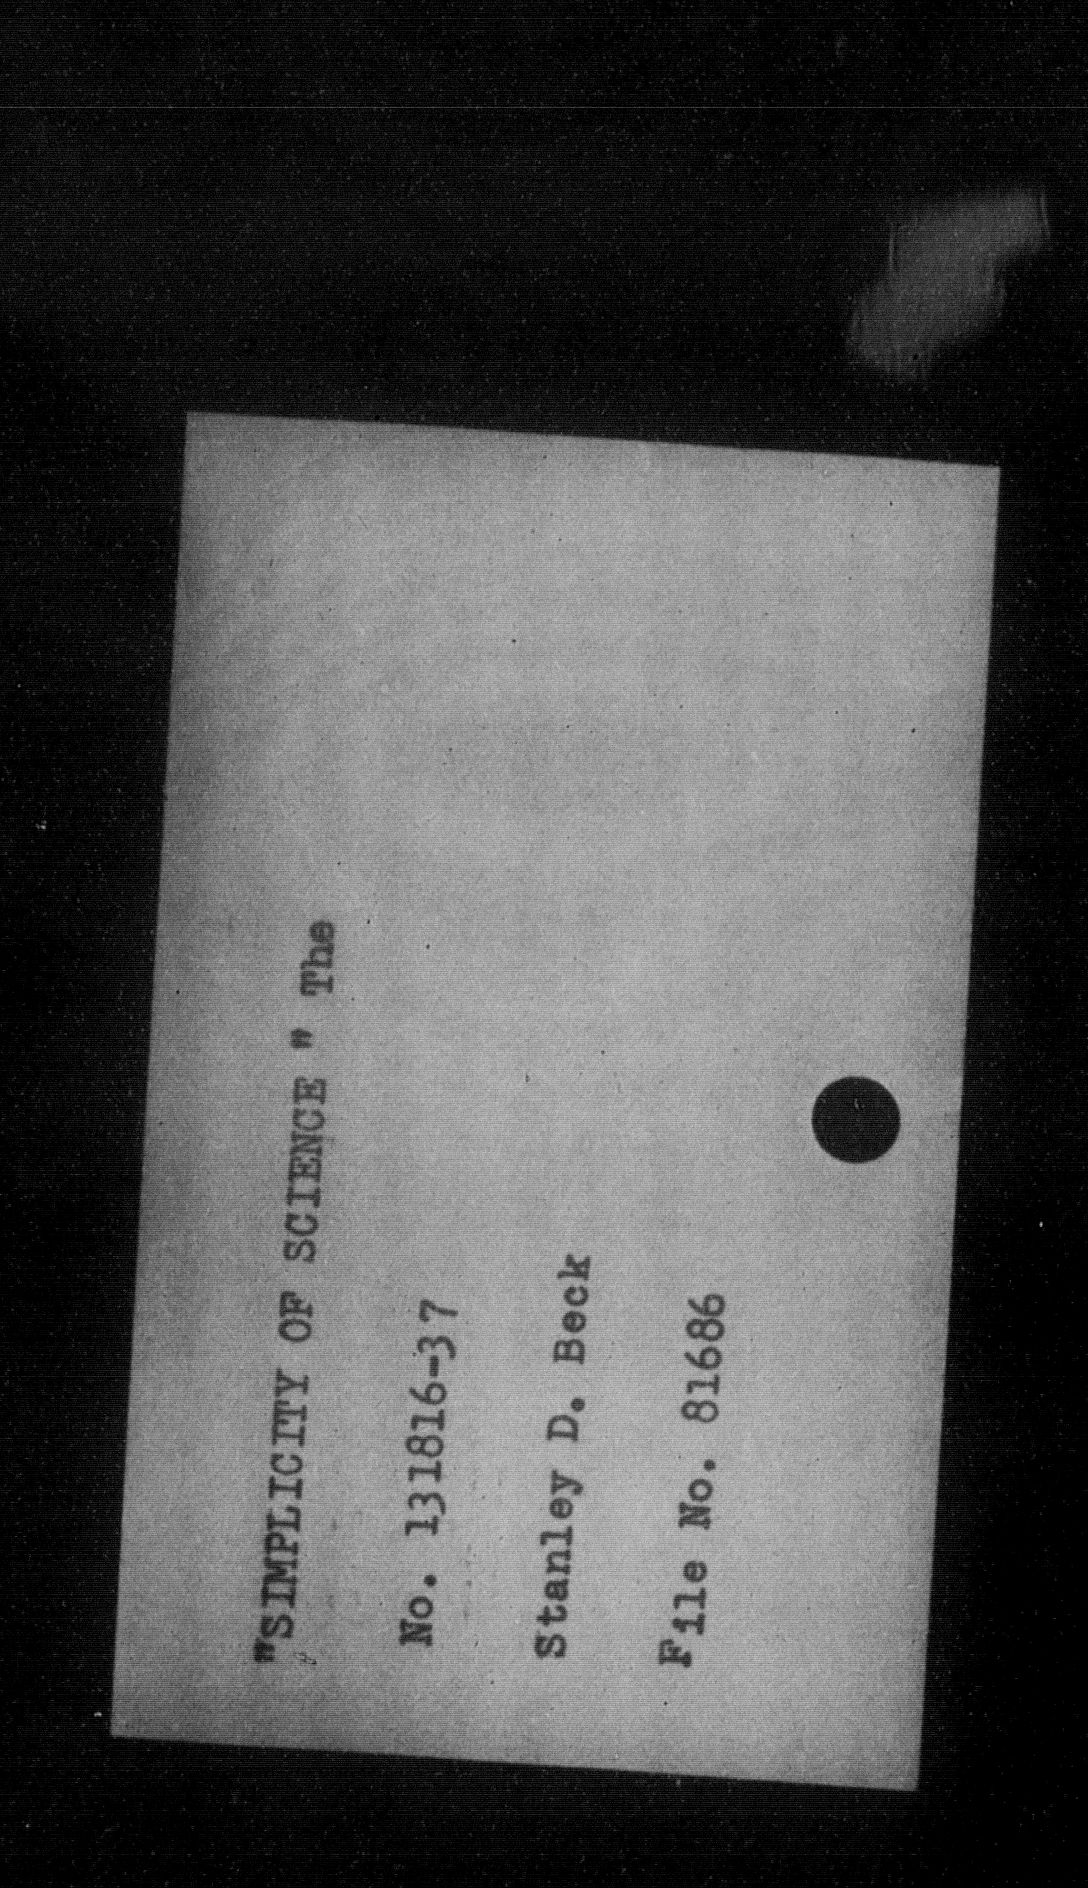 "SIMPLICITY OF SCIENCE " The
No. 131816-37
Stanley D. Beck
File No. 81686